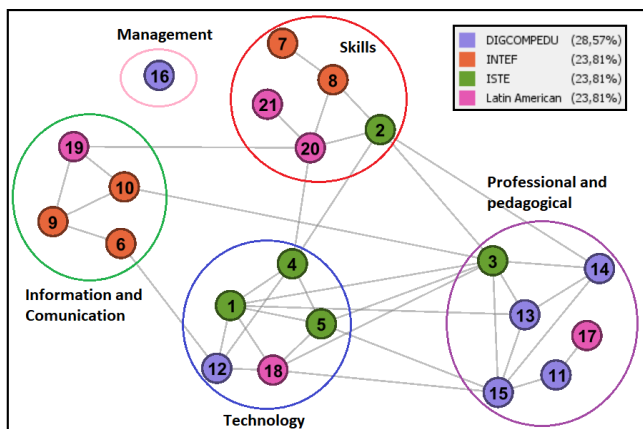 Management
16
7
Skills
8
21
2
20
DIGCOMPEDU (28,57%)
INTEF (23,81%)
ISTE (23,81%)
Latin American (23,81%)
19
10
9
6
Information and
Comunication
4
1
5
12
18
Technology
Professional and
pedagogical
3
14
13
17
11
15